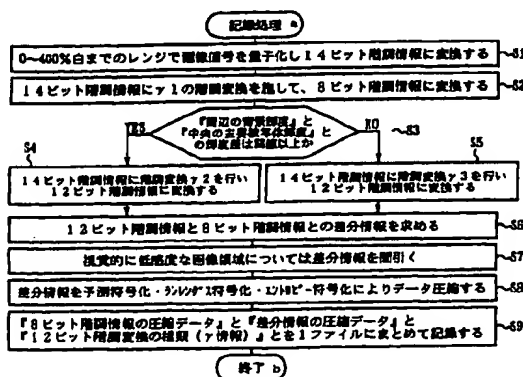 記録処理 a
0～400%白までのレンジで画像信号を量子化し14ビット階調情報に変換する
S1
14ビット階調情報にγ1の階調変換を施して、8ビット階調情報に変換する
S2
『周辺の背景輝度』と
『中央の主要被写体輝度』と
の輝度差は閾値以上か
S3
YES
NO
S4
14ビット階調情報に階調変換γ2を行い
12ビット階調情報に変換する
S5
14ビット階調情報に階調変換γ3を行い
12ビット階調情報に変換する
12ビット階調情報と8ビット階調情報との差分情報を求める
S6
視覚的に低感度な画像領域については差分情報を間引く
S7
差分情報を予測符号化・ランレングス符号化・エントロピー符号化によりデータ圧縮する
S8
『8ビット階調情報の圧縮データ』と『差分情報の圧縮データ』と
『12ビット階調変換の種類（γ情報）』とを1ファイルにまとめて記録する
S9
終了 b